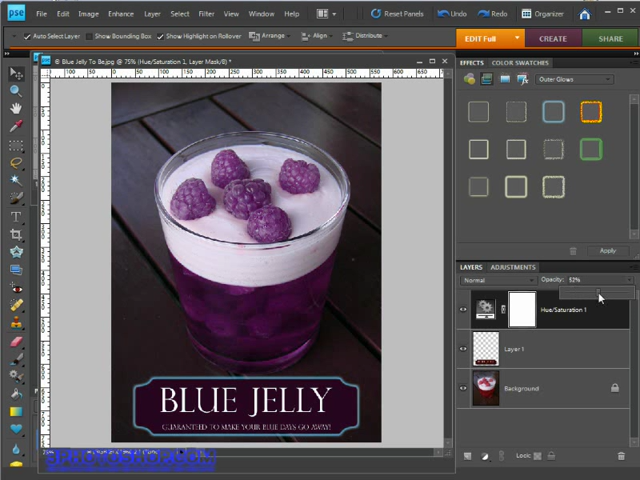 pse File Edit Image Enhance Layer Select Filter View Window Help Reset Panels Undo Redo Organizer
Auto Select Layer Show Bounding Box Show Highlight on Rollover Arrange Align Distribute EDIT Full CREATE SHARE
Blue Jelly To Be.jpg @ 75% (Hue/Saturation 1, Layer Mask/8) *
EFFECTS COLOR SWATCHES
Outer Glows
Apply
LAYERS ADJUSTMENTS
Normal Opacity: 52%
Hue/Saturation 1
Layer 1
Background
BLUE JELLY
GUARANTEED TO MAKE YOUR BLUE DAYS GO AWAY!
Lock: